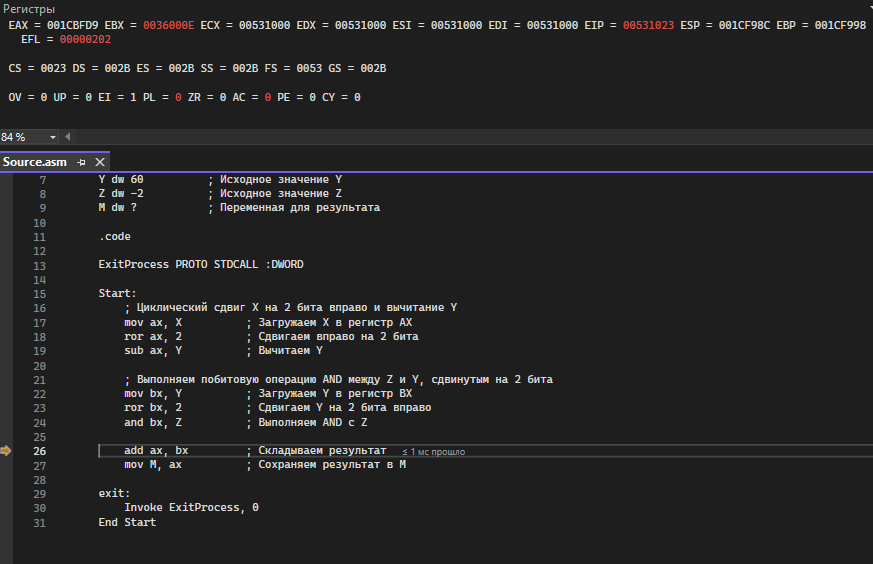 Регистры
EAX = 001CBFD9 EBX = 0036000E ECX = 00531000 EDX = 00531000 ESI = 00531000 EDI = 00531000 EIP = 00531023 ESP = 001CF98C EBP = 001CF998
EFL = 00000202
CS = 0023 DS = 002B ES = 002B SS = 002B FS = 0053 GS = 002B
OV = 0 UP = 0 EI = 1 PL = 0 ZR = 0 AC = 0 PE = 0 CY = 0
84 %
Source.asm
7 Y dw 60 ; Исходное значение Y
8 Z dw -2 ; Исходное значение Z
9 M dw ? ; Переменная для результата
10
11 .code
12
13 ExitProcess PROTO STDCALL :DWORD
14
15 Start:
16 ; Циклический сдвиг X на 2 бита вправо и вычитание Y
17 mov ax, X ; Загружаем X в регистр AX
18 ror ax, 2 ; Сдвигаем вправо на 2 бита
19 sub ax, Y ; Вычитаем Y
20
21 ; Выполняем побитовую операцию AND между Z и Y, сдвинутым на 2 бита
22 mov bx, Y ; Загружаем Y в регистр BX
23 ror bx, 2 ; Сдвигаем Y на 2 бита вправо
24 and bx, Z ; Выполняем AND с Z
25
26 add ax, bx ; Складываем результат ≤ 1 мс прошло
27 mov M, ax ; Сохраняем результат в M
28
29 exit:
30 Invoke ExitProcess, 0
31 End Start